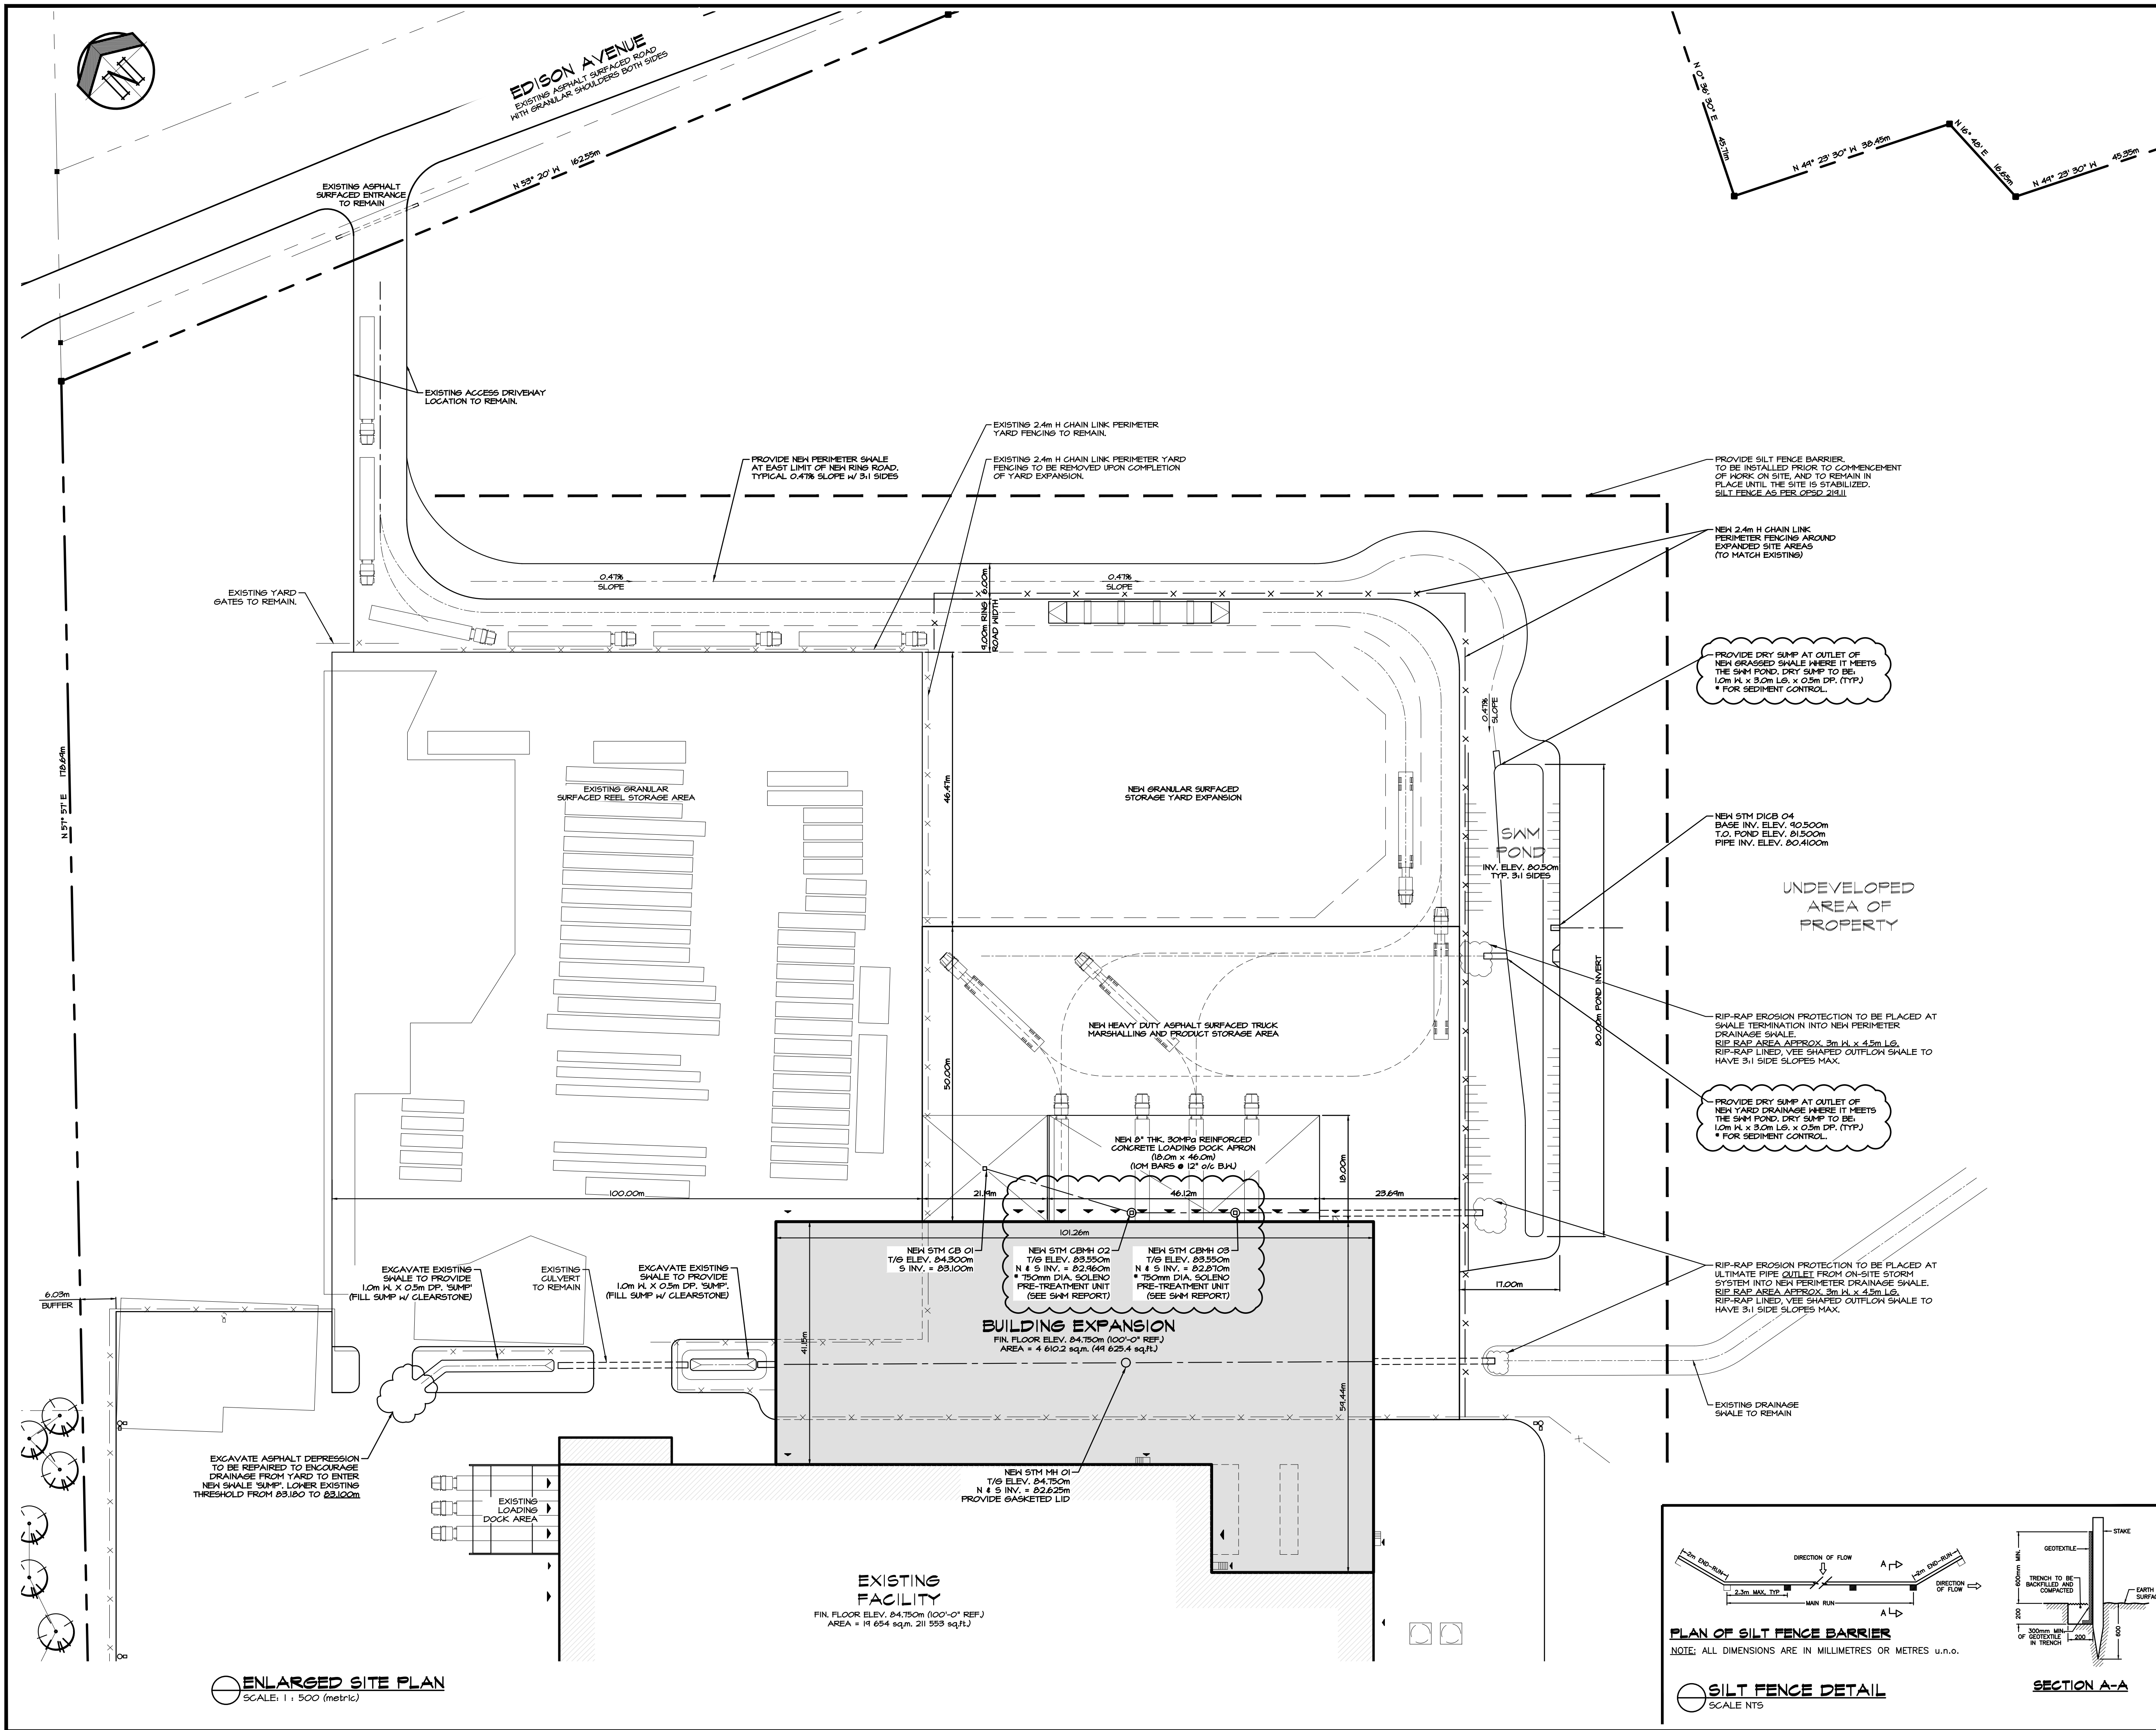 N
EDISON AVENUE
EXISTING ASPHALT SURFACED ROAD
WITH GRANULAR SHOULDERS BOTH SIDES
N 53° 20' W 162.55m
N 0° 36' 30" E 45.71m
N 49° 23' 30" W 38.45m
N 16° 48' E 16.65m
N 49° 23' 30" W 45.35m
EXISTING ASPHALT
SURFACED ENTRANCE
TO REMAIN
EXISTING ACCESS DRIVEWAY
LOCATION TO REMAIN.
EXISTING 2.4m H CHAIN LINK PERIMETER
YARD FENCING TO REMAIN.
PROVIDE NEW PERIMETER SWALE
AT EAST LIMIT OF NEW RING ROAD.
TYPICAL 0.47% SLOPE W/ 3:1 SIDES
EXISTING 2.4m H CHAIN LINK PERIMETER YARD
FENCING TO BE REMOVED UPON COMPLETION
OF YARD EXPANSION.
PROVIDE SILT FENCE BARRIER.
TO BE INSTALLED PRIOR TO COMMENCEMENT
OF WORK ON SITE, AND TO REMAIN IN
PLACE UNTIL THE SITE IS STABILIZED.
SILT FENCE AS PER OPSD 219.11
NEW 2.4m H CHAIN LINK
PERIMETER FENCING AROUND
EXPANDED SITE AREAS
(TO MATCH EXISTING)
EXISTING YARD
GATES TO REMAIN.
0.47%
SLOPE
6.00m
9.00m RING
ROAD WIDTH
0.47%
SLOPE
0.47%
SLOPE
PROVIDE DRY SUMP AT OUTLET OF
NEW GRASSED SWALE WHERE IT MEETS
THE SWM POND. DRY SUMP TO BE:
1.0m W. x 3.0m LG. x 0.5m DP. (TYP.)
* FOR SEDIMENT CONTROL.
N 57° 57' E 178.69m
EXISTING GRANULAR
SURFACED REEL STORAGE AREA
46.47m
NEW GRANULAR SURFACED
STORAGE YARD EXPANSION
SWM
POND
INV. ELEV. 80.50m
TYP. 3:1 SIDES
NEW STM DICB 04
BASE INV. ELEV. 90.500m
T.O. POND ELEV. 81.500m
PIPE INV. ELEV. 80.4100m
UNDEVELOPED
AREA OF
PROPERTY
80.00m POND INVERT
50.00m
NEW HEAVY DUTY ASPHALT SURFACED TRUCK
MARSHALLING AND PRODUCT STORAGE AREA
RIP-RAP EROSION PROTECTION TO BE PLACED AT
SWALE TERMINATION INTO NEW PERIMETER
DRAINAGE SWALE.
RIP RAP AREA APPROX. 3m W. x 4.5m LG.
RIP-RAP LINED, VEE SHAPED OUTFLOW SWALE TO
HAVE 3:1 SIDE SLOPES MAX.
PROVIDE DRY SUMP AT OUTLET OF
NEW YARD DRAINAGE WHERE IT MEETS
THE SWM POND. DRY SUMP TO BE:
1.0m W. x 3.0m LG. x 0.5m DP. (TYP.)
* FOR SEDIMENT CONTROL.
NEW 8" THK. 30MPa REINFORCED
CONCRETE LOADING DOCK APRON
(18.0m x 46.0m)
(10M BARS @ 12" o/c B.W.)
18.00m
100.00m
21.19m
46.12m
23.69m
101.26m
NEW STM CB 01
T/G ELEV. 84.300m
S INV. = 83.100m
NEW STM CBMH 02
T/G ELEV. 83.550m
N & S INV. = 82.960m
* 750mm DIA. SOLENO
PRE-TREATMENT UNIT
(SEE SWM REPORT)
NEW STM CBMH 03
T/G ELEV. 83.550m
N & S INV. = 82.870m
* 750mm DIA. SOLENO
PRE-TREATMENT UNIT
(SEE SWM REPORT)
17.00m
RIP-RAP EROSION PROTECTION TO BE PLACED AT
ULTIMATE PIPE OUTLET FROM ON-SITE STORM
SYSTEM INTO NEW PERIMETER DRAINAGE SWALE.
RIP RAP AREA APPROX. 3m W. x 4.5m LG.
RIP-RAP LINED, VEE SHAPED OUTFLOW SWALE TO
HAVE 3:1 SIDE SLOPES MAX.
6.03m
BUFFER
EXCAVATE EXISTING
SWALE TO PROVIDE
1.0m W. X 0.5m DP. 'SUMP'.
(FILL SUMP W/ CLEARSTONE)
EXISTING
CULVERT
TO REMAIN
EXCAVATE EXISTING
SWALE TO PROVIDE
1.0m W. X 0.5m DP. 'SUMP'.
(FILL SUMP W/ CLEARSTONE)
41.15m
BUILDING EXPANSION
FIN. FLOOR ELEV. 84.750m (100'-0" REF.)
AREA = 4 610.2 sq.m. (49 625.4 sq.ft.)
59.44m
EXISTING DRAINAGE
SWALE TO REMAIN
EXCAVATE ASPHALT DEPRESSION
TO BE REPAIRED TO ENCOURAGE
DRAINAGE FROM YARD TO ENTER
NEW SWALE 'SUMP'. LOWER EXISTING
THRESHOLD FROM 83.180 TO 83.100m
NEW STM MH 01
T/G ELEV. 84.750m
N & S INV. = 82.625m
PROVIDE GASKETED LID
EXISTING
LOADING
DOCK AREA
EXISTING
FACILITY
FIN. FLOOR ELEV. 84.750m (100'-0" REF.)
AREA = 19 654 sq.m. 211 553 sq.ft.)
ENLARGED SITE PLAN
SCALE: 1 : 500 (metric)
2m END-RUN
DIRECTION OF FLOW
A
2m END-RUN
DIRECTION
OF FLOW
2.3m MAX, TYP
MAIN RUN
A
PLAN OF SILT FENCE BARRIER
NOTE: ALL DIMENSIONS ARE IN MILLIMETRES OR METRES u.n.o.
SILT FENCE DETAIL
SCALE NTS
STAKE
GEOTEXTILE
600mm MIN.
TRENCH TO BE
BACKFILLED AND
COMPACTED
EARTH
200
300mm MIN.
OF GEOTEXTILE
IN TRENCH
200
600
SECTION A-A